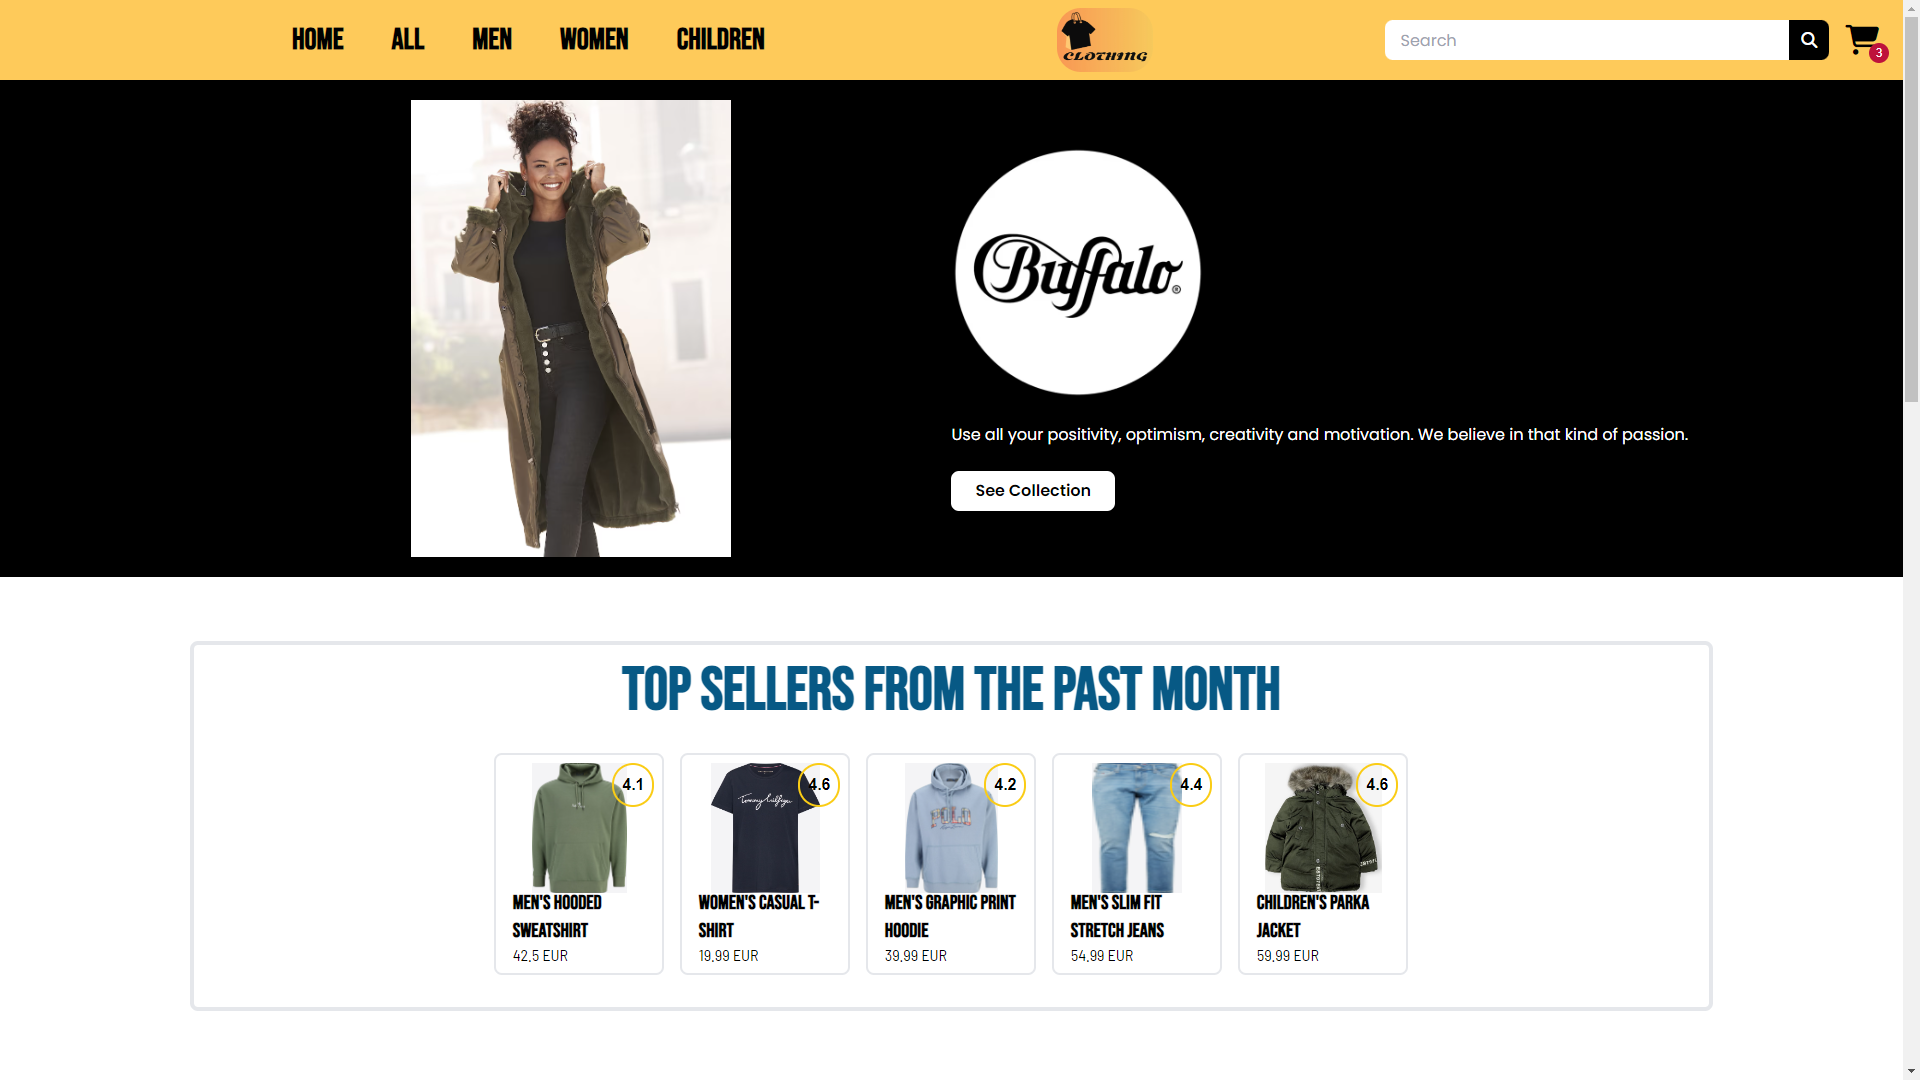 HOME ALL MEN WOMEN CHILDREN
CLOTHING
Search
3
Buffalo®
Use all your positivity, optimism, creativity and motivation. We believe in that kind of passion.
See Collection
TOP SELLERS FROM THE PAST MONTH
4.1
MEN'S HOODED
SWEATSHIRT
42,5 EUR
Tommy Hilfiger
4.6
WOMEN'S CASUAL T-
SHIRT
19,99 EUR
POLO
4.2
MEN'S GRAPHIC PRINT
HOODIE
39,99 EUR
4.4
MEN'S SLIM FIT
STRETCH JEANS
54,99 EUR
4.6
CHILDREN'S PARKA
JACKET
59,99 EUR